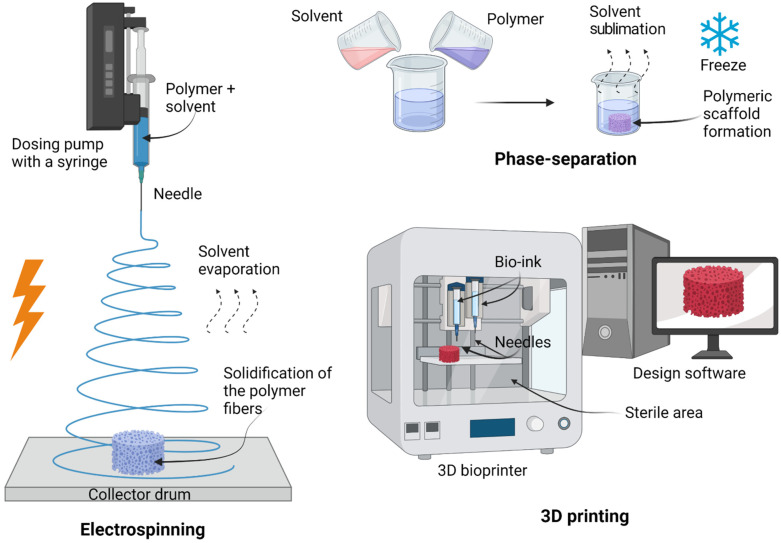 Polymer +
solvent
Dosing pump
with a syringe
Needle
Solvent
evaporation
Solidification of
the polymer
fibers
Collector drum
Electrospinning
Solvent
Polymer
Solvent
sublimation
Freeze
Polymeric
scaffold
formation
Phase-separation
Bio-ink
Needles
Design software
Sterile area
3D bioprinter
3D printing